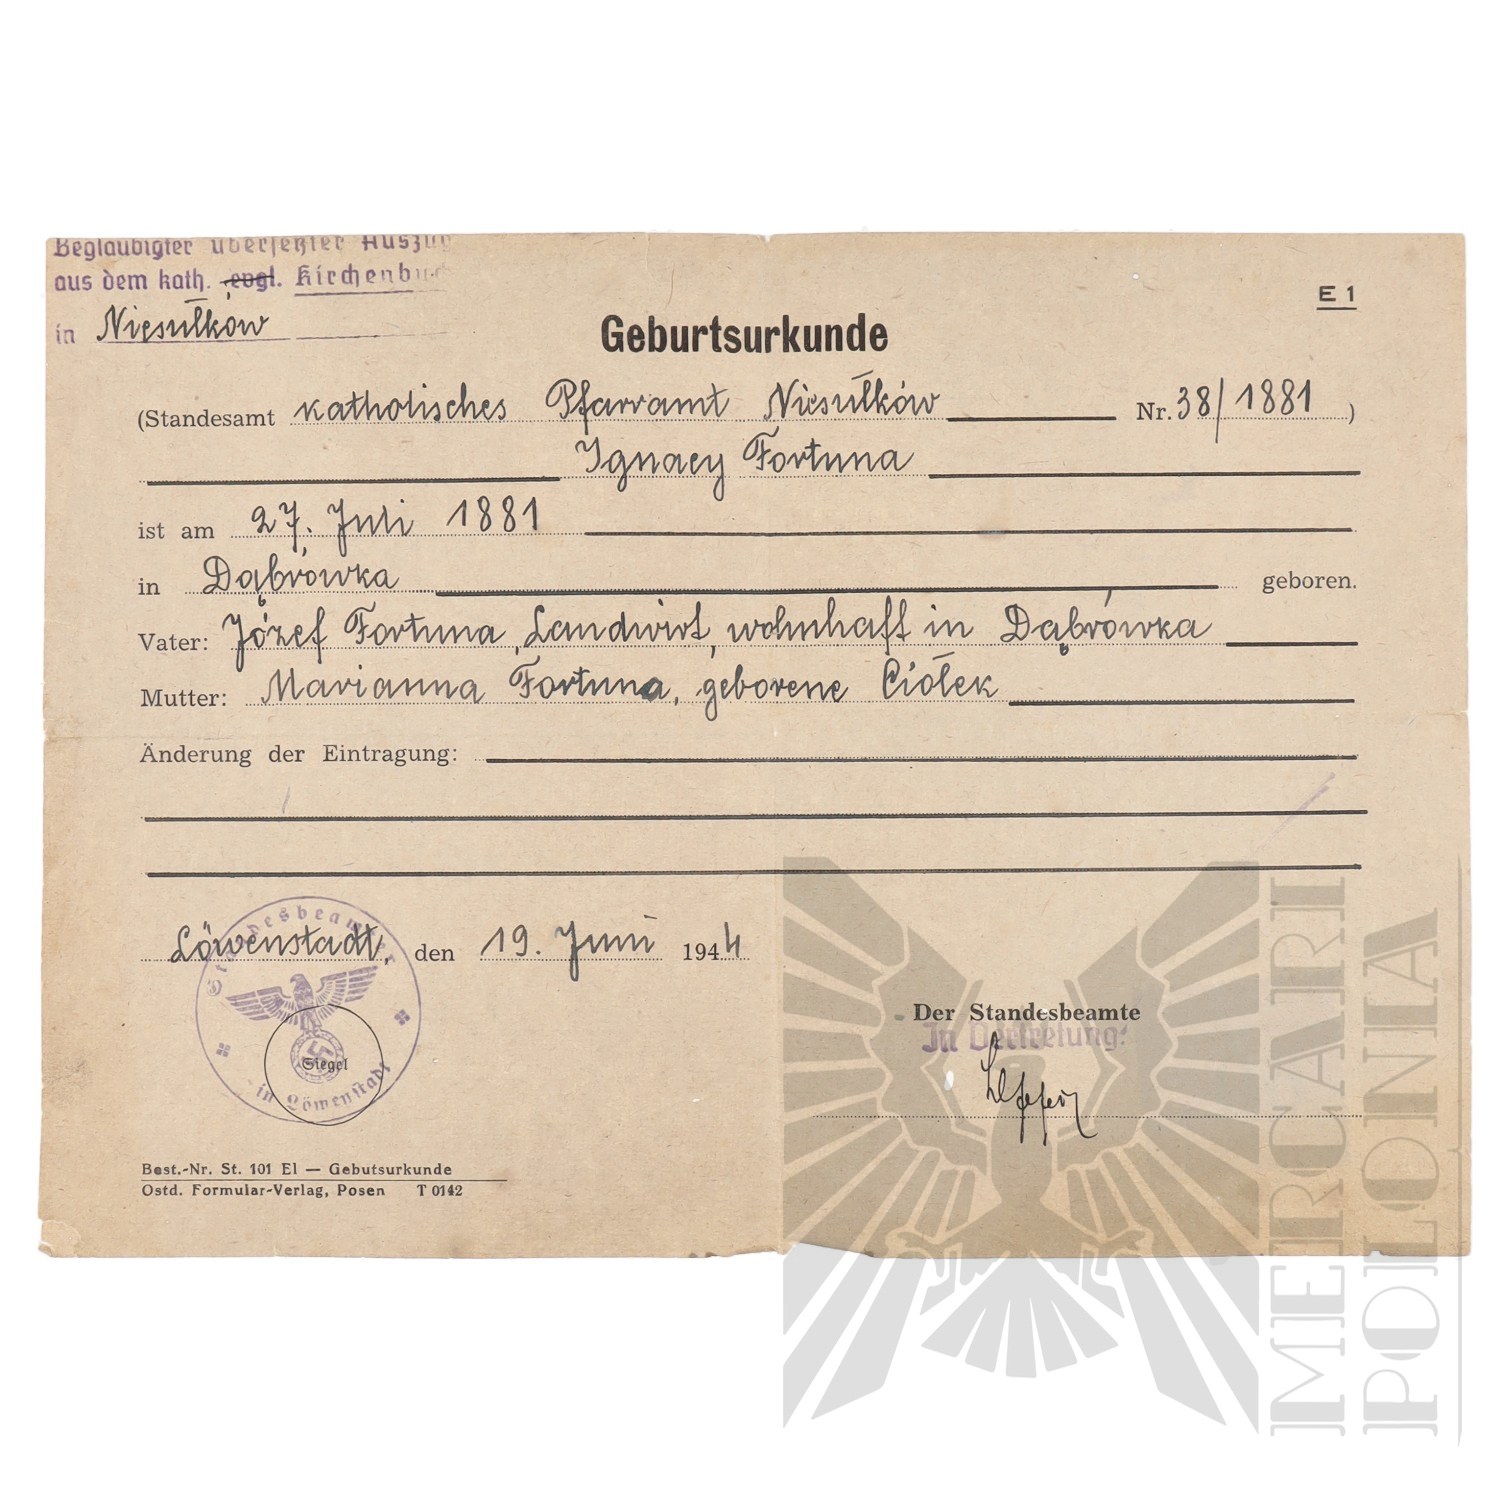 Beglaubigter übersetzter Auszug
aus dem kath. evgl. Kirchenbuch
in Niesułków
E 1
Geburtsurkunde
(Standesamt katholisches Pfarramt Niesułków Nr. 38/1881 )
Ignacy Fortuna
ist am 27. Juli 1881
in Dąbrówka geboren.
Vater: Józef Fortuna, Landwirt, wohnhaft in Dąbrówka
Mutter: Marianna Fortuna, geborene Ciołek
Änderung der Eintragung:
Löwenstadt, den 19. Juni 1944
Standesbeamter
in Löwenstadt
Siegel
Der Standesbeamte
In Vertretung:
Best.-Nr. St. 101 El — Gebutsurkunde
Ostd. Formular-Verlag, Posen T 0142
MERCARI
POLONIA